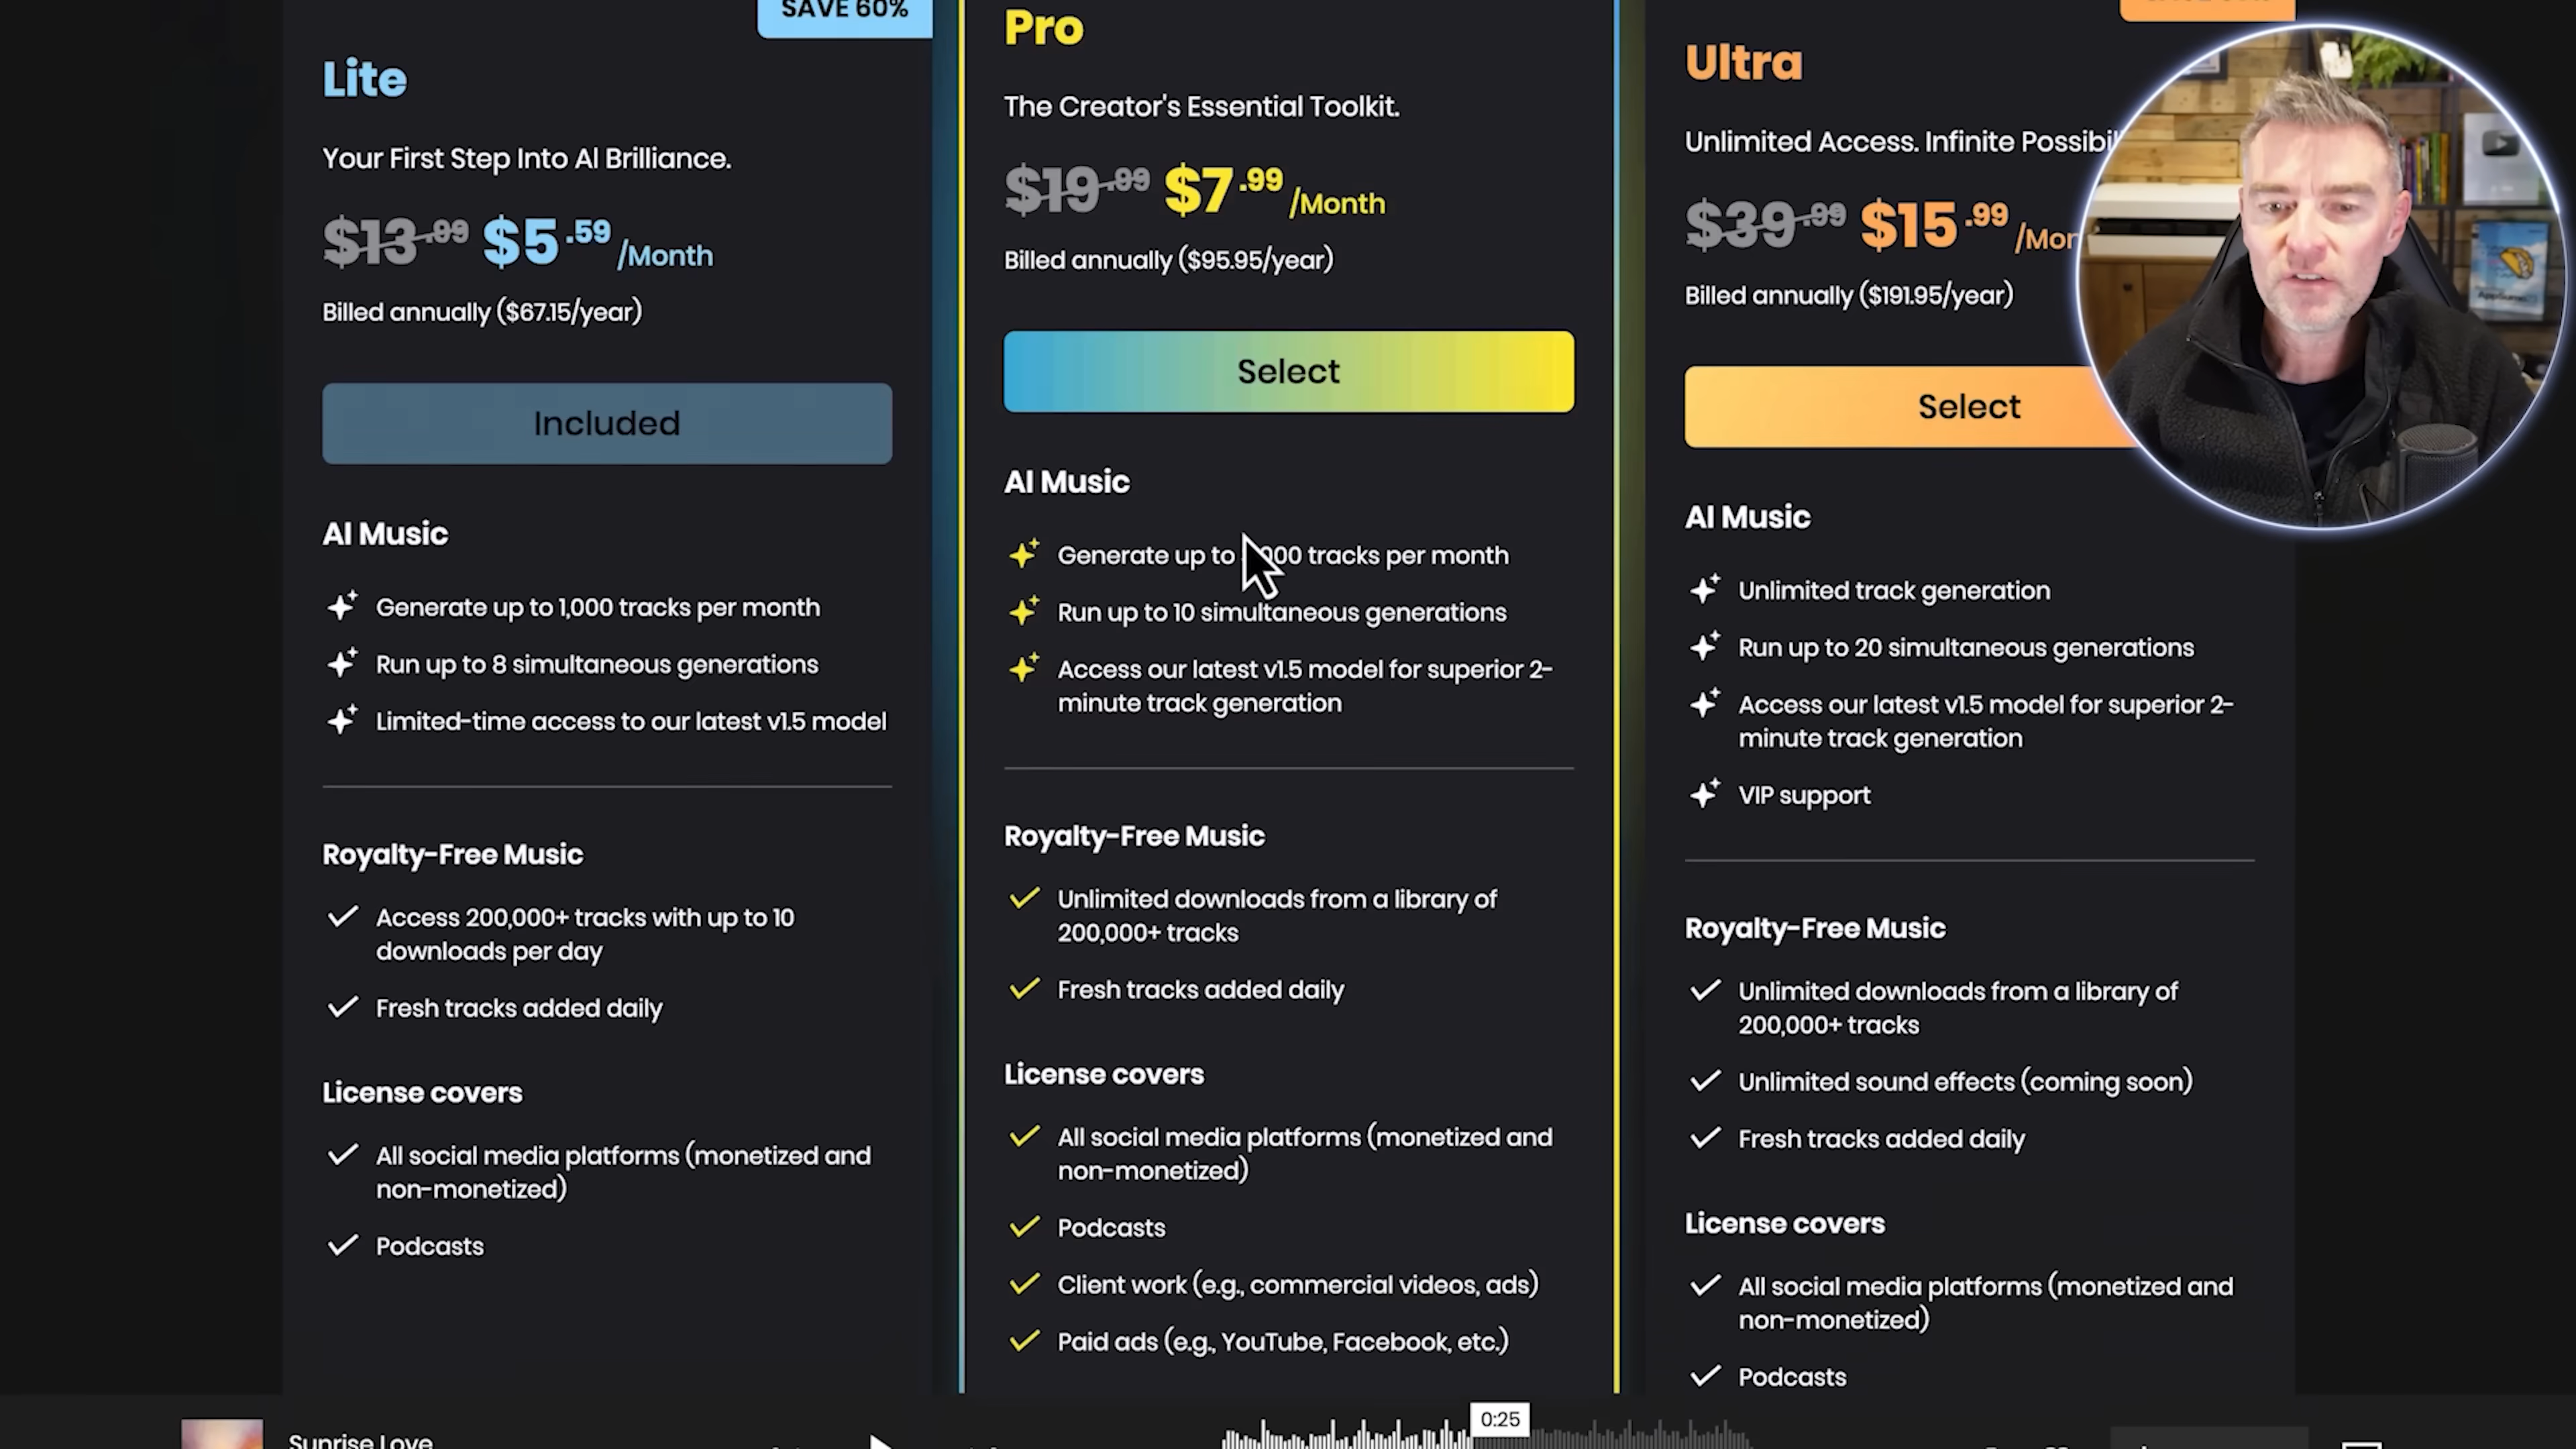 SAVE 60%
Lite
Your First Step Into AI Brilliance.
$13.99 $5.59 /Month
Billed annually ($67.15/year)
Included
AI Music
Generate up to 1,000 tracks per month
Run up to 8 simultaneous generations
Limited-time access to our latest v1.5 model
Royalty-Free Music
Access 200,000+ tracks with up to 10
downloads per day
Fresh tracks added daily
License covers
All social media platforms (monetized and
non-monetized)
Podcasts
Pro
The Creator's Essential Toolkit.
$19.99 $7.99 /Month
Billed annually ($95.95/year)
Select
AI Music
Generate up to tracks per month
Run up to 10 simultaneous generations
Access our latest v1.5 model for superior 2-
minute track generation
Royalty-Free Music
Unlimited downloads from a library of
200,000+ tracks
Fresh tracks added daily
License covers
All social media platforms (monetized and
non-monetized)
Podcasts
Client work (e.g., commercial videos, ads)
Paid ads (e.g., YouTube, Facebook, etc.)
Ultra
Unlimited Access. Infinite
$39.99 $15.99
Billed annually ($191.95/year)
Select
AI Music
Unlimited track generation
Run up to 20 simultaneous generations
Access our latest v1.5 model for superior 2-
minute track generation
VIP support
Royalty-Free Music
Unlimited downloads from a library of
200,000+ tracks
Unlimited sound effects (coming soon)
Fresh tracks added daily
License covers
All social media platforms (monetized and
non-monetized)
Podcasts
Sunrise Love
0:25